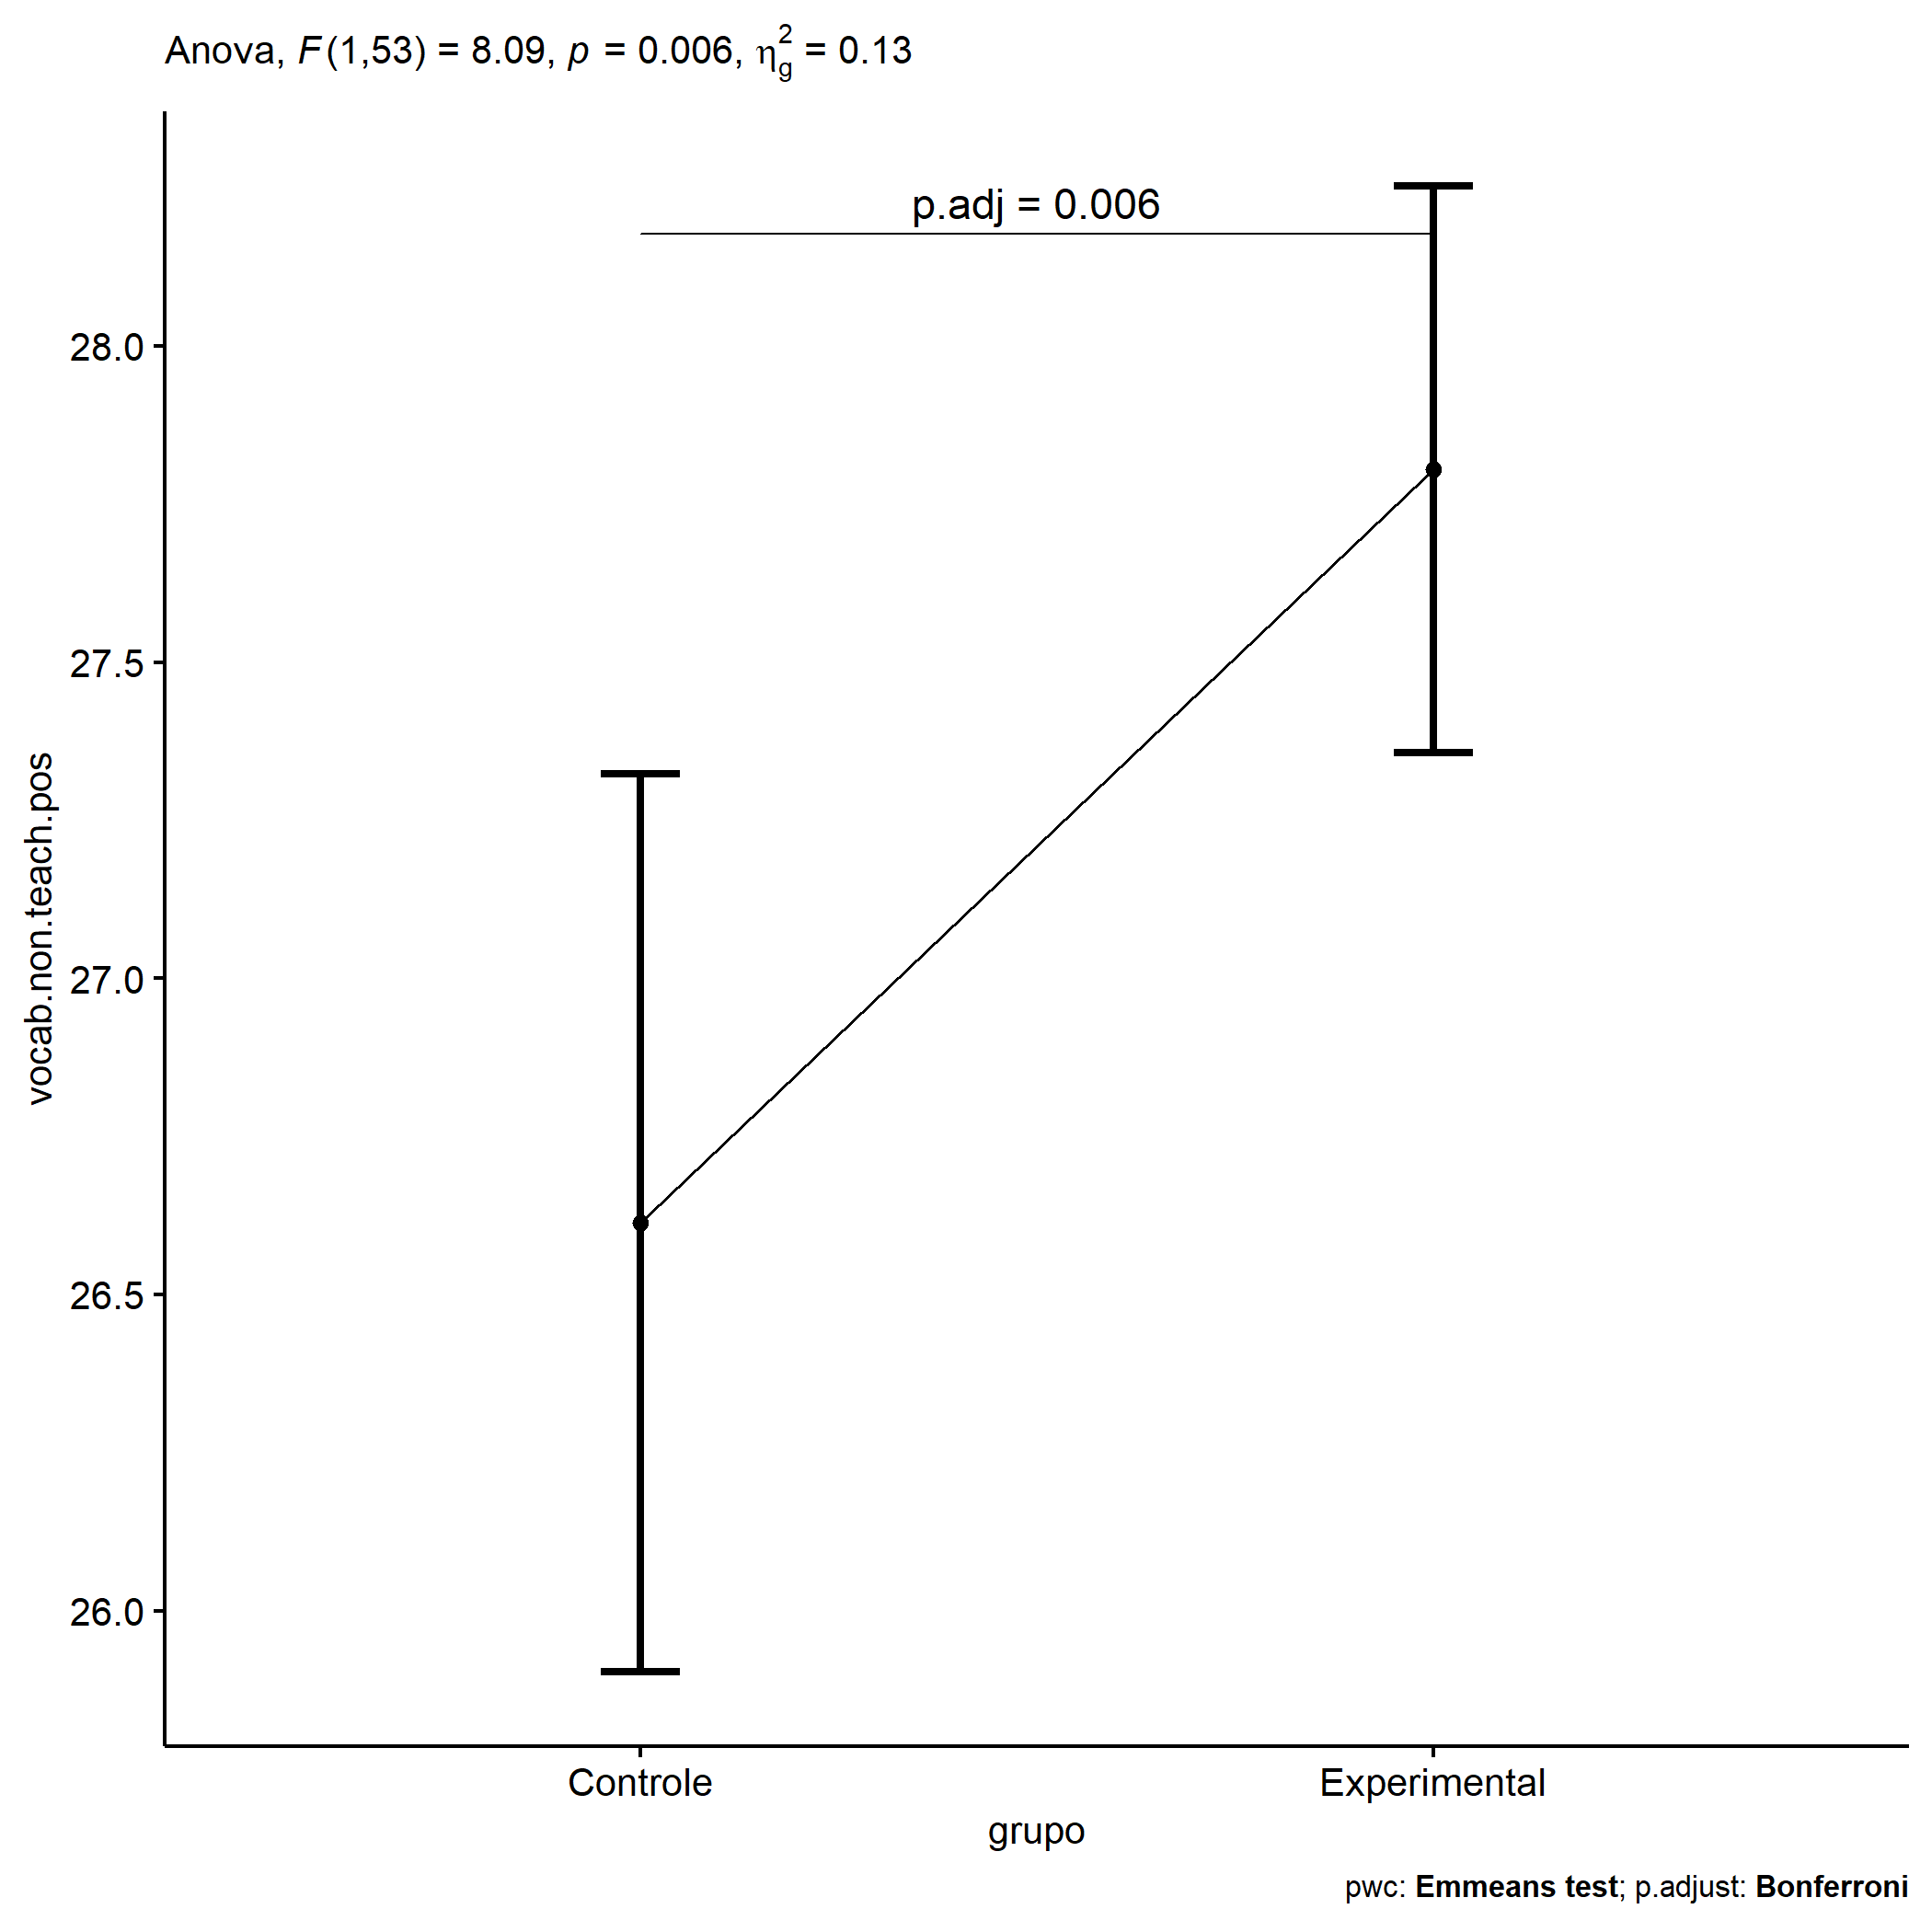 Anova, F(1,53) = 8.09, p = 0.006, η²g = 0.13
p.adj = 0.006
28.0
27.5
27.0
26.5
26.0
vocab.non.teach.pos
Controle
Experimental
grupo
pwc: Emmeans test; p.adjust: Bonferroni